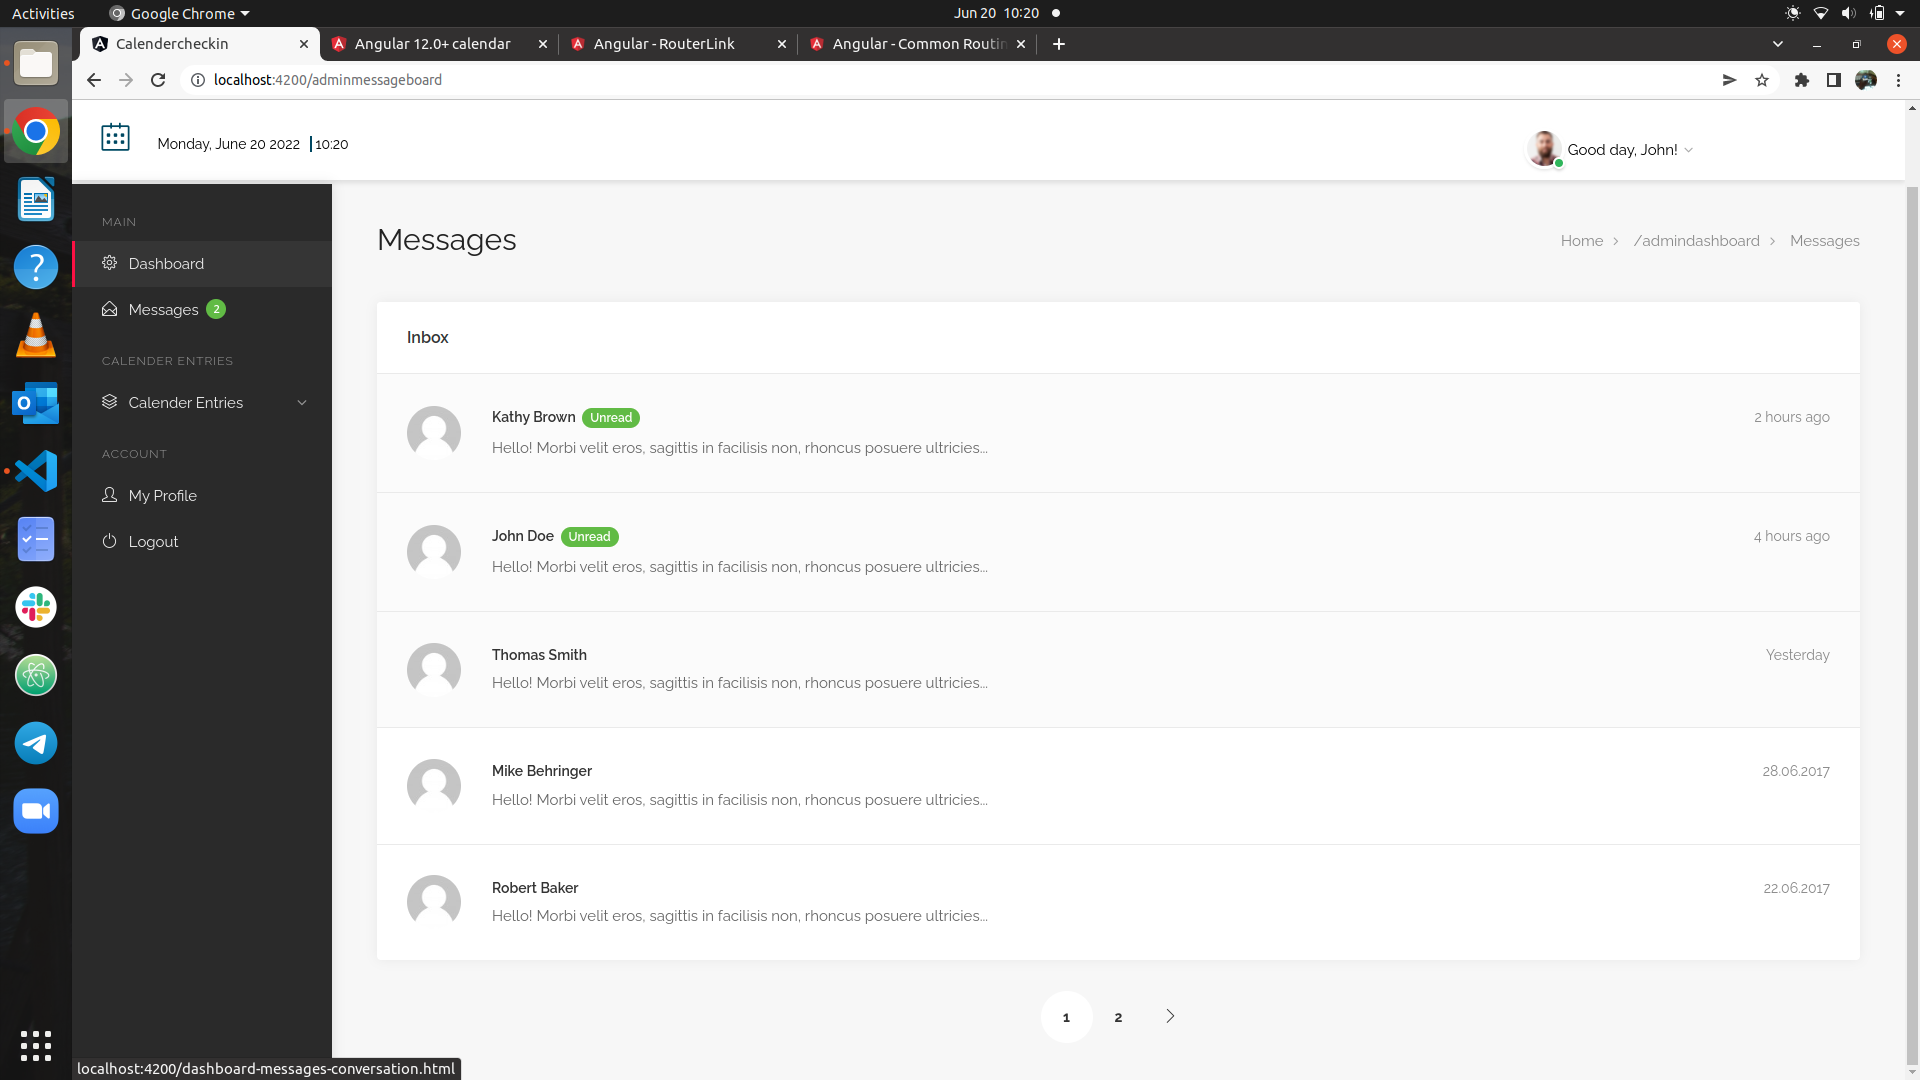 Activities
Google Chrome
Jun 20 10:20
Calendercheckin
Angular 12.0+ calendar
Angular - RouterLink
Angular - Common Routin
localhost:4200/adminmessageboard
Monday, June 20 2022 10:20
Good day, John!
MAIN
Dashboard
Messages 2
CALENDER ENTRIES
Calender Entries
ACCOUNT
My Profile
Logout
Messages
Home /admindashboard Messages
Inbox
Kathy Brown Unread 2 hours ago
Hello! Morbi velit eros, sagittis in facilisis non, rhoncus posuere ultricies...
John Doe Unread 4 hours ago
Hello! Morbi velit eros, sagittis in facilisis non, rhoncus posuere ultricies...
Thomas Smith Yesterday
Hello! Morbi velit eros, sagittis in facilisis non, rhoncus posuere ultricies...
Mike Behringer 28.06.2017
Hello! Morbi velit eros, sagittis in facilisis non, rhoncus posuere ultricies...
Robert Baker 22.06.2017
Hello! Morbi velit eros, sagittis in facilisis non, rhoncus posuere ultricies...
1 2
localhost:4200/dashboard-messages-conversation.html